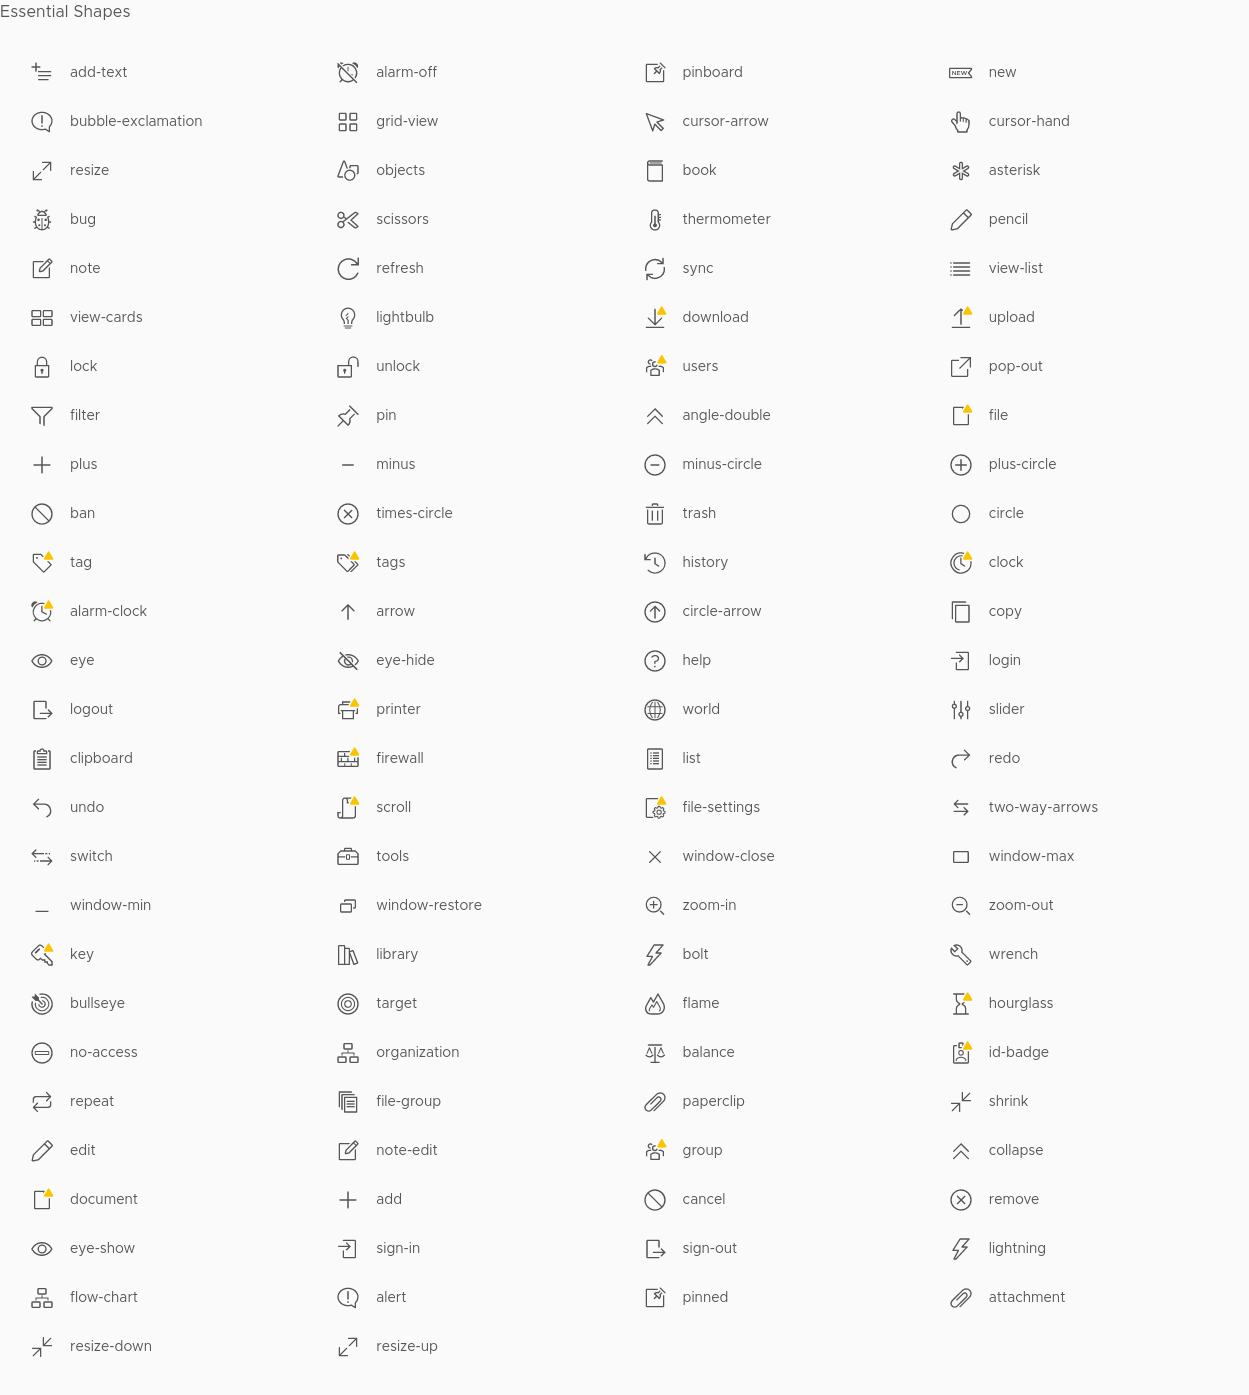 Essential Shapes
add-text alarm-off pinboard NEW new
bubble-exclamation grid-view cursor-arrow cursor-hand
resize objects book asterisk
bug scissors thermometer pencil
note refresh sync view-list
view-cards lightbulb download upload
lock unlock users pop-out
filter pin angle-double file
plus minus minus-circle plus-circle
ban times-circle trash circle
tag tags history clock
alarm-clock arrow circle-arrow copy
eye eye-hide help login
logout printer world slider
clipboard firewall list redo
undo scroll file-settings two-way-arrows
switch tools window-close window-max
window-min window-restore zoom-in zoom-out
key library bolt wrench
bullseye target flame hourglass
no-access organization balance id-badge
repeat file-group paperclip shrink
edit note-edit group collapse
document add cancel remove
eye-show sign-in sign-out lightning
flow-chart alert pinned attachment
resize-down resize-up